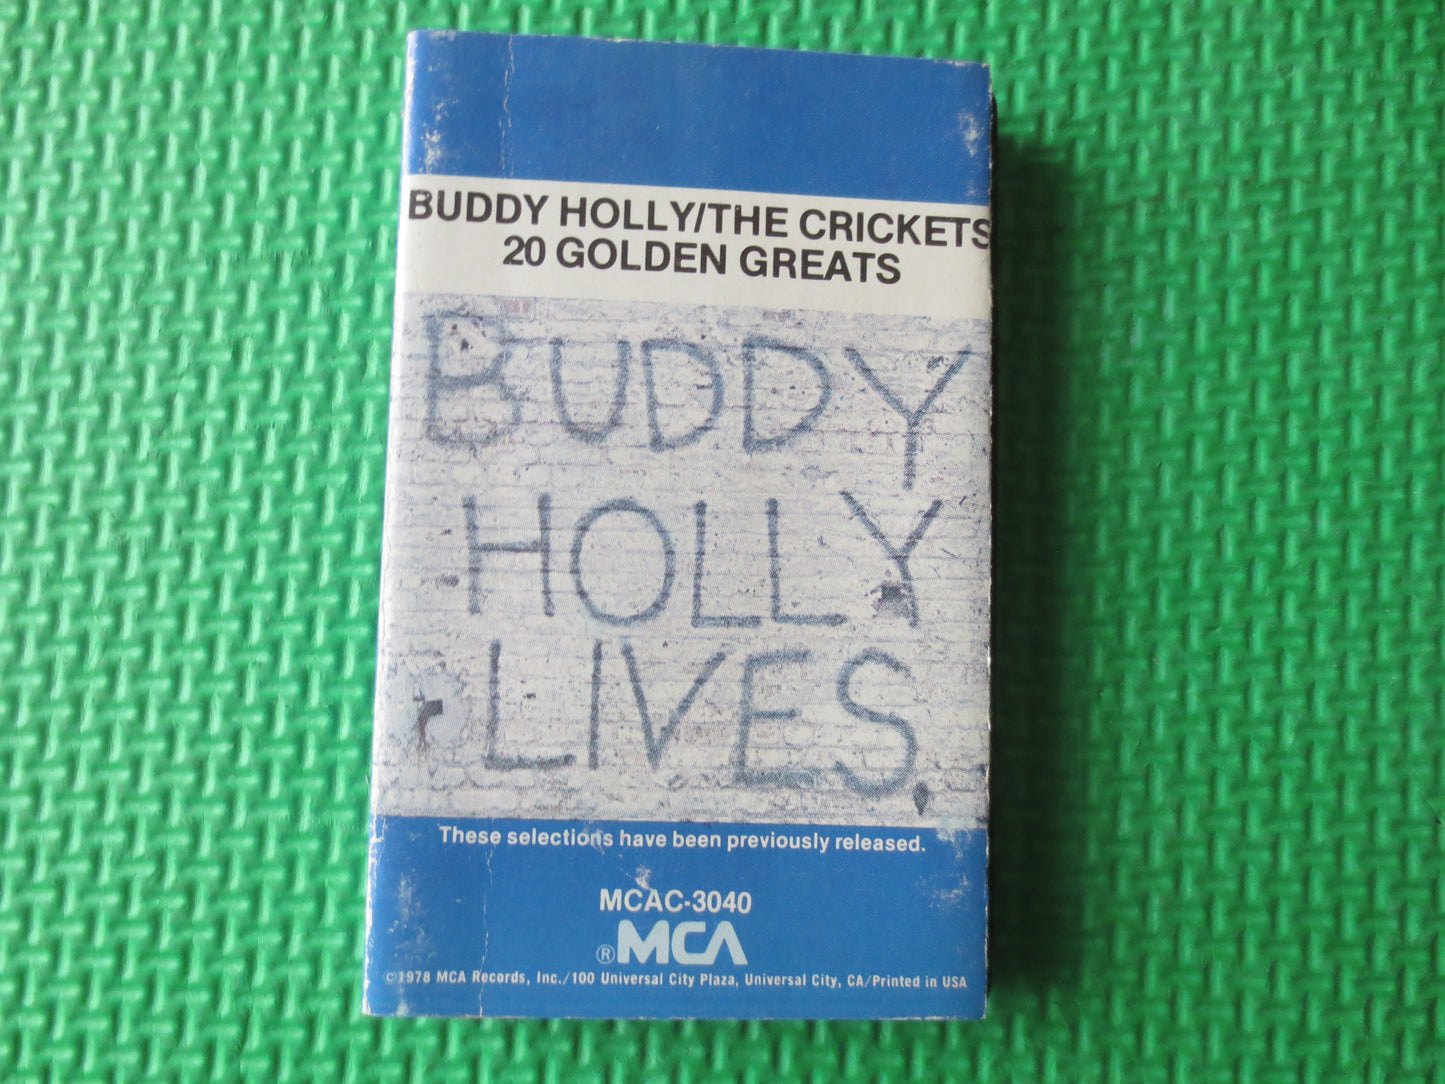 BUDDY HOLLY/THE CRICKETS
20 GOLDEN GREATS
BUDDY
HOLLY
LIVES.
These selections have been previously released.
MCAC-3040
®MCA
©1978 MCA Records, Inc./100 Universal City Plaza, Universal City, CA/Printed in USA